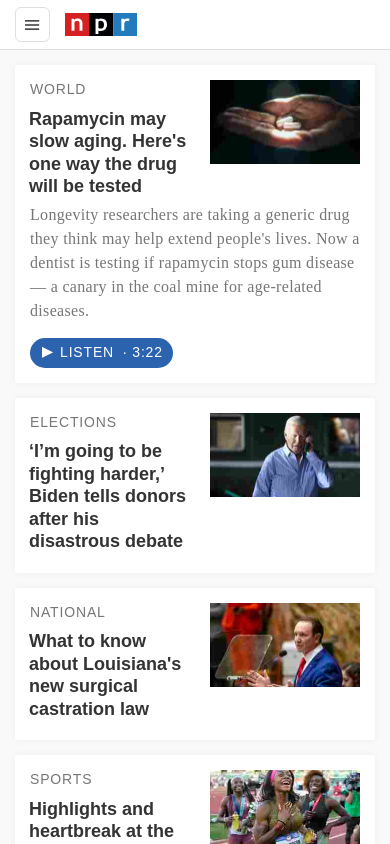 npr
WORLD
Rapamycin may
slow aging. Here's
one way the drug
will be tested
Longevity researchers are taking a generic drug
they think may help extend people's lives. Now a
dentist is testing if rapamycin stops gum disease
— a canary in the coal mine for age-related
diseases.
LISTEN · 3:22
ELECTIONS
‘I’m going to be
fighting harder,’
Biden tells donors
after his
disastrous debate
NATIONAL
What to know
about Louisiana's
new surgical
castration law
SPORTS
Highlights and
heartbreak at the